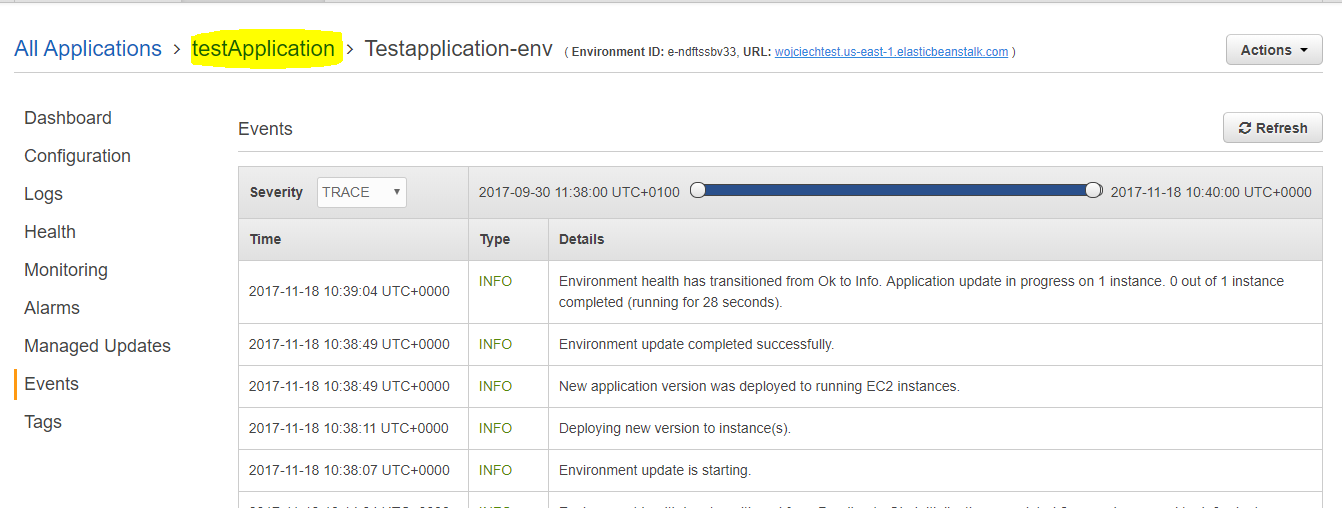 All Applications > testApplication > Testapplication-env ( Environment ID: e-ndftssbv33, URL: wojciechtest.us-east-1.elasticbeanstalk.com )
Actions
Dashboard
Configuration
Logs
Health
Monitoring
Alarms
Managed Updates
Events
Tags
Events
Refresh
Severity TRACE 2017-09-30 11:38:00 UTC+0100 2017-11-18 10:40:00 UTC+0000
Time Type Details
2017-11-18 10:39:04 UTC+0000 INFO Environment health has transitioned from Ok to Info. Application update in progress on 1 instance. 0 out of 1 instance
completed (running for 28 seconds).
2017-11-18 10:38:49 UTC+0000 INFO Environment update completed successfully.
2017-11-18 10:38:49 UTC+0000 INFO New application version was deployed to running EC2 instances.
2017-11-18 10:38:11 UTC+0000 INFO Deploying new version to instance(s).
2017-11-18 10:38:07 UTC+0000 INFO Environment update is starting.